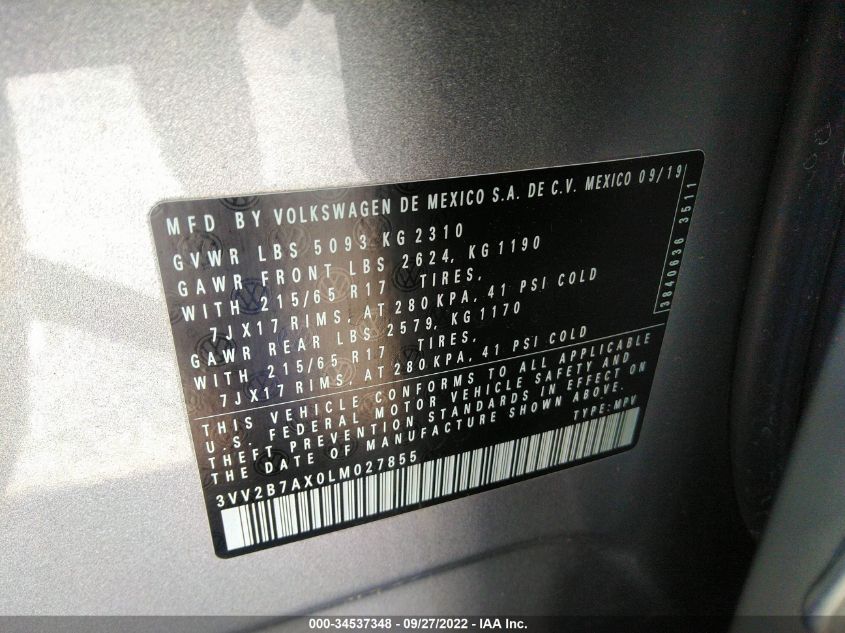 MFD BY VOLKSWAGEN DE MEXICO S.A. DE C.V. MEXICO 09/19
GVWR LBS 5093 KG 2310
GAWR FRONT LBS 2624, KG 1190
WITH 215/65 R17 TIRES,
7JX17 RIMS, AT 280 KPA, 41 PSI COLD
GAWR REAR LBS 2579, KG 1170
WITH 215/65 R17 TIRES,
7JX17 RIMS, AT 280 KPA, 41 PSI COLD
THIS VEHICLE CONFORMS TO ALL APPLICABLE
U.S. FEDERAL MOTOR VEHICLE SAFETY AND
THEFT PREVENTION STANDARDS IN EFFECT ON
THE DATE OF MANUFACTURE SHOWN ABOVE.
3VV2B7AX0LM027855 TYPE: MPV
3840636 3511
000-34537348 - 09/27/2022 - IAA Inc.